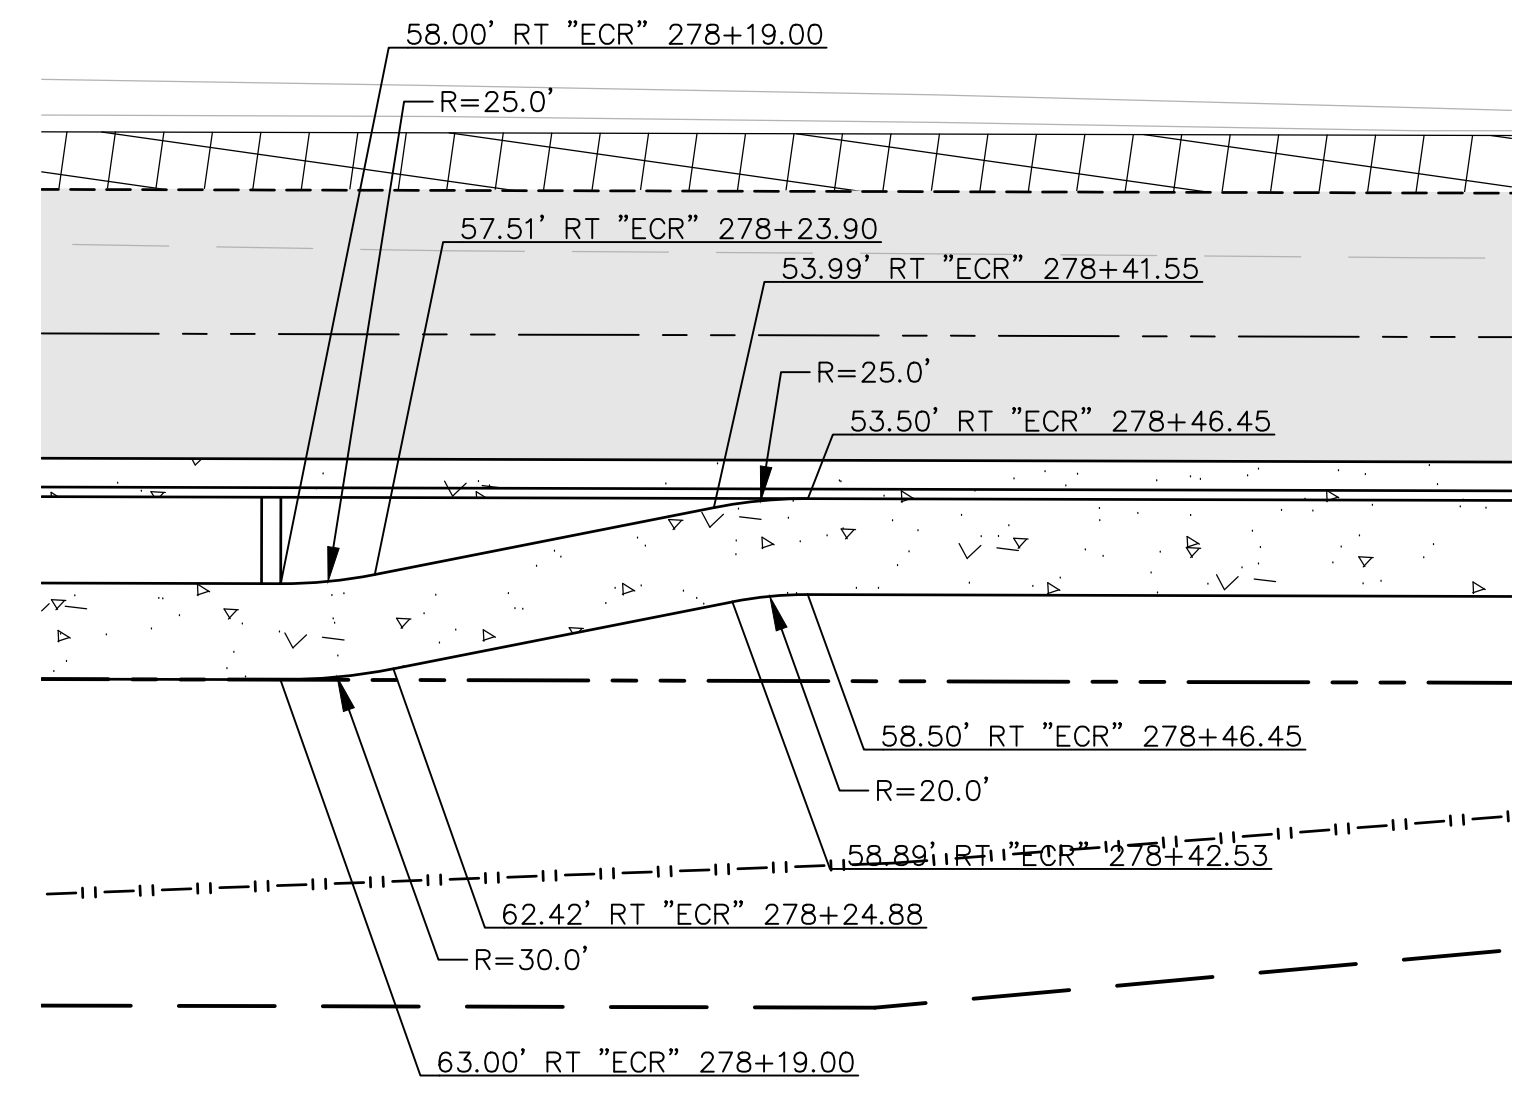 58.00’ RT ”ECR” 278+19.00
R=25.0’
57.51’ RT ”ECR” 278+23.90
53.99’ RT ”ECR” 278+41.55
R=25.0’
53.50’ RT ”ECR” 278+46.45
58.50’ RT ”ECR” 278+46.45
R=20.0’
58.89’ RT ”ECR” 278+42.53
62.42’ RT ”ECR” 278+24.88
R=30.0’
63.00’ RT ”ECR” 278+19.00